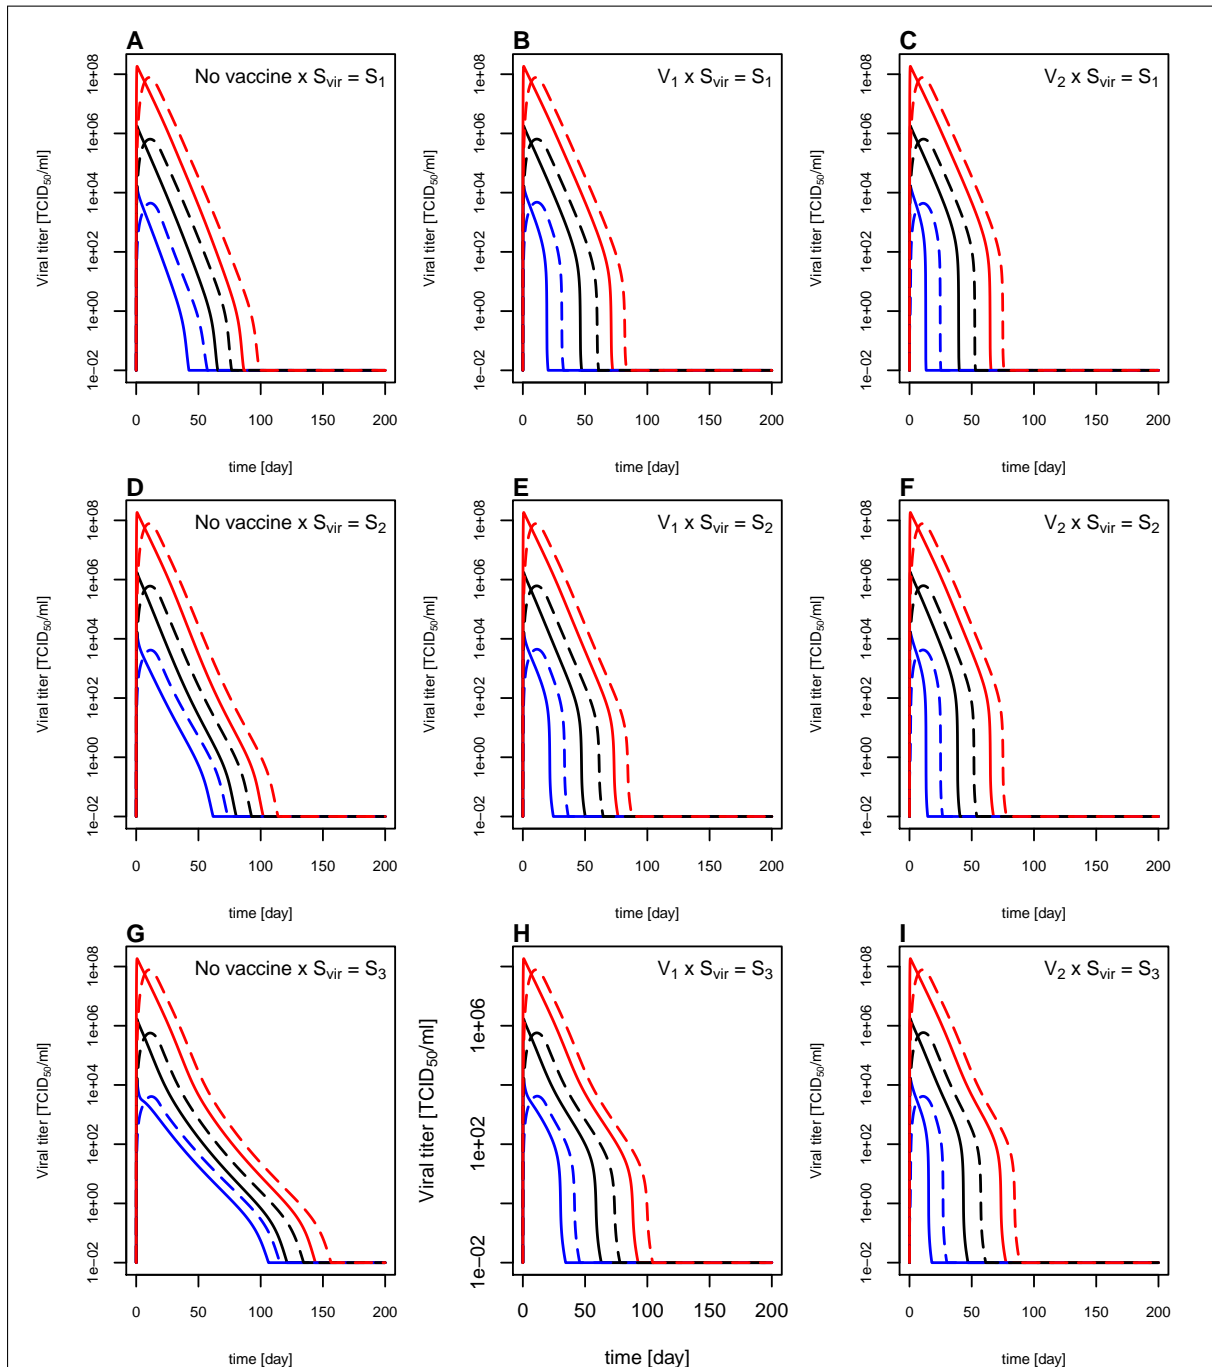 A
No vaccine x Svir = S1
Viral titer [TCID50/ml]
1e+08
1e+06
1e+04
1e+02
1e+00
1e−02
0 50 100 150 200
time [day]
B
V1 x Svir = S1
Viral titer [TCID50/ml]
1e+08
1e+06
1e+04
1e+02
1e+00
1e−02
0 50 100 150 200
time [day]
C
V2 x Svir = S1
Viral titer [TCID50/ml]
1e+08
1e+06
1e+04
1e+02
1e+00
1e−02
0 50 100 150 200
time [day]
D
No vaccine x Svir = S2
Viral titer [TCID50/ml]
1e+08
1e+06
1e+04
1e+02
1e+00
1e−02
0 50 100 150 200
time [day]
E
V1 x Svir = S2
Viral titer [TCID50/ml]
1e+08
1e+06
1e+04
1e+02
1e+00
1e−02
0 50 100 150 200
time [day]
F
V2 x Svir = S2
Viral titer [TCID50/ml]
1e+08
1e+06
1e+04
1e+02
1e+00
1e−02
0 50 100 150 200
time [day]
G
No vaccine x Svir = S3
Viral titer [TCID50/ml]
1e+08
1e+06
1e+04
1e+02
1e+00
1e−02
0 50 100 150 200
time [day]
H
V1 x Svir = S3
Viral titer [TCID50/ml]
1e+06
1e+02
1e−02
0 50 100 150 200
time [day]
I
V2 x Svir = S3
Viral titer [TCID50/ml]
1e+08
1e+06
1e+04
1e+02
1e+00
1e−02
0 50 100 150 200
time [day]